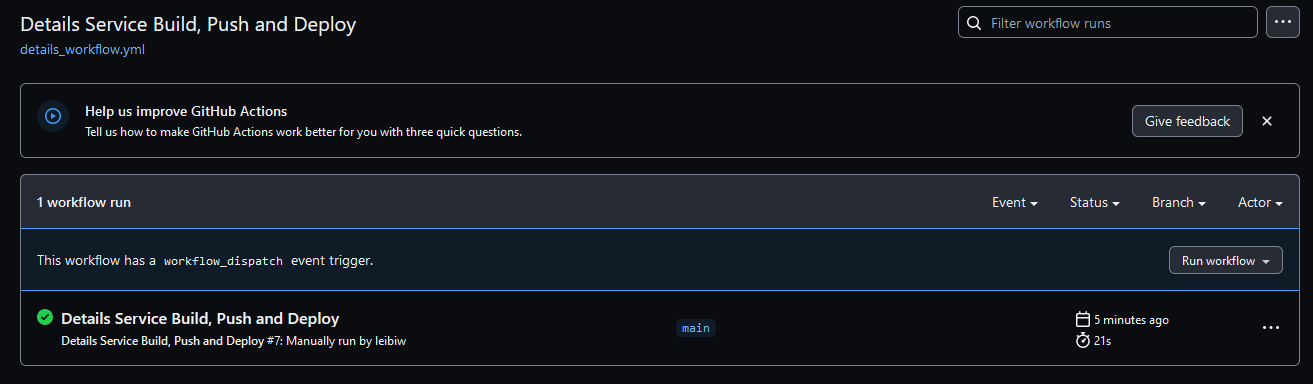 Details Service Build, Push and Deploy
Filter workflow runs
details_workflow.yml
Help us improve GitHub Actions
Tell us how to make GitHub Actions work better for you with three quick questions.
Give feedback
1 workflow run
Event
Status
Branch
Actor
This workflow has a workflow_dispatch event trigger.
Run workflow
Details Service Build, Push and Deploy
Details Service Build, Push and Deploy #7: Manually run by leibiw
main
5 minutes ago
21s